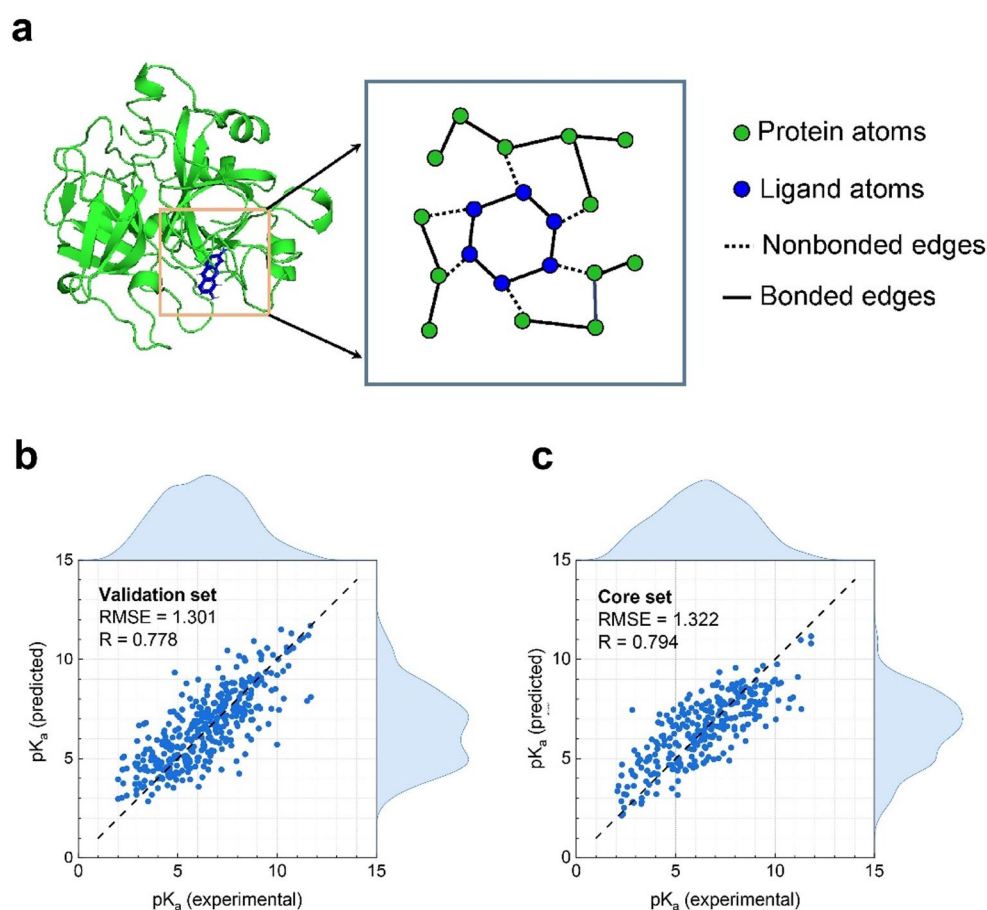 a
Protein atoms
Ligand atoms
Nonbonded edges
Bonded edges
b
15
Validation set
RMSE = 1.301
R = 0.778
10
pKa (predicted)
5
0
0 5 10 15
pKa (experimental)
c
15
Core set
RMSE = 1.322
R = 0.794
10
pKa (predicted)
5
0
0 5 10 15
pKa (experimental)